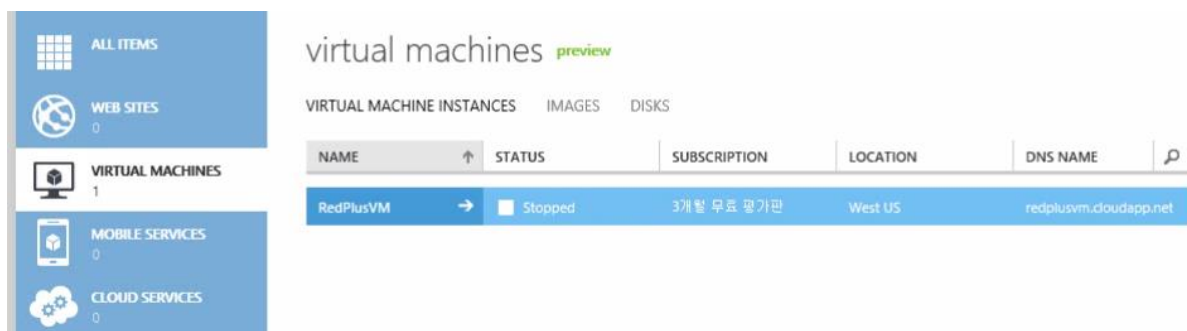 ALL ITEMS
WEB SITES
0
VIRTUAL MACHINES
1
MOBILE SERVICES
0
CLOUD SERVICES
0
virtual machines preview
VIRTUAL MACHINE INSTANCES IMAGES DISKS
NAME STATUS SUBSCRIPTION LOCATION DNS NAME
RedPlusVM Stopped 3개월 무료 평가판 West US redplusvm.cloudapp.net